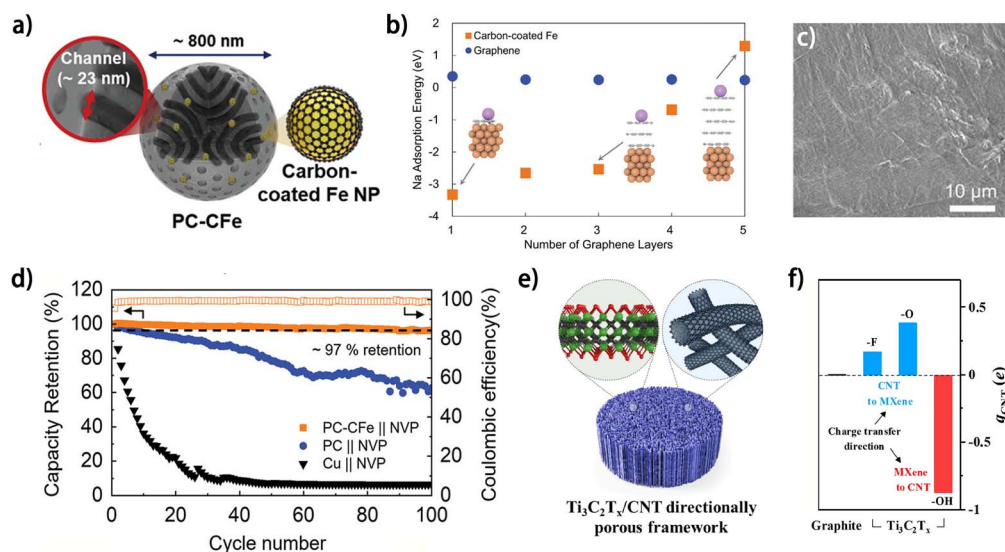 a)
~ 800 nm
Channel
(~ 23 nm)
Carbon-
coated Fe NP
PC-CFe
b)
Carbon-coated Fe
Graphene
Na Adsorption Energy (eV)
2
1
0
-1
-2
-3
-4
1 2 3 4 5
Number of Graphene Layers
c)
10 μm
d)
Capacity Retention (%)
120
100
80
60
40
20
0
~ 97 % retention
PC-CFe || NVP
PC || NVP
Cu || NVP
100
80
60
40
20
0
Coulombic efficiency(%)
0 20 40 60 80 100
Cycle number
e)
Ti₃C₂Tₓ/CNT directionally
porous framework
f)
-F
-O
CNT
to MXene
Charge transfer
direction
MXene
to CNT
-OH
0.5
0
-0.5
-1
qCNT (e)
Graphite
Ti₃C₂Tₓ